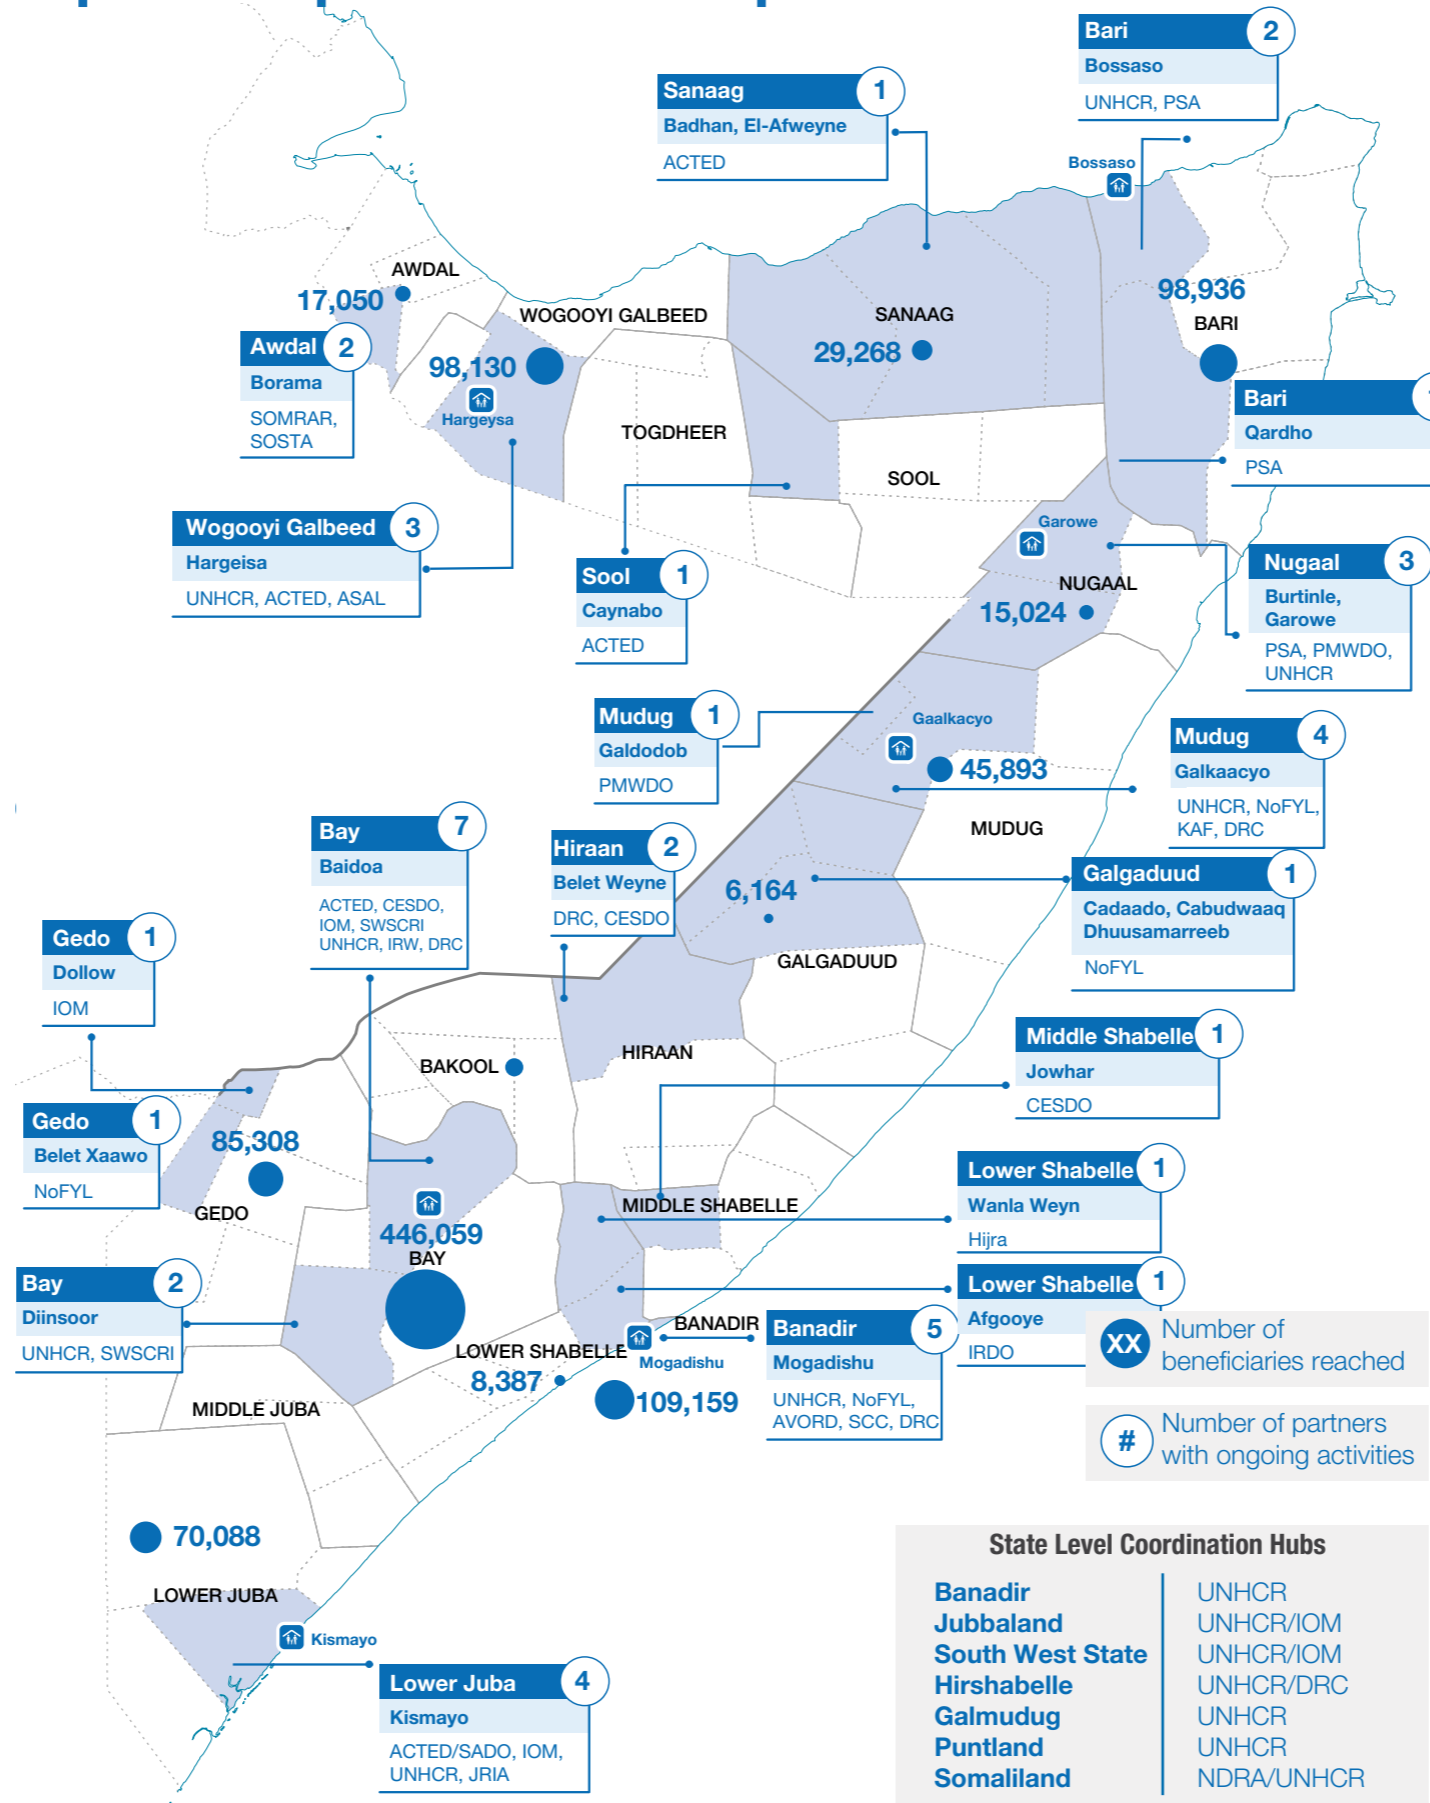 Bari 2
Bossaso
UNHCR, PSA
Sanaag 1
Badhan, El-Afweyne
ACTED
Bossaso
AWDAL
17,050
WOGOOYI GALBEED
SANAAG
29,268
98,936
BARI
Awdal 2
Borama
SOMRAR,
SOSTA
98,130
Hargeysa
TOGDHEER
SOOL
Bari
Qardho
PSA
Wogooyi Galbeed 3
Hargeisa
UNHCR, ACTED, ASAL
Garowe
NUGAAL
15,024
Sool 1
Caynabo
ACTED
Nugaal 3
Burtinle,
Garowe
PSA, PMWDO,
UNHCR
Mudug 1
Galdodob
PMWDO
Gaalkacyo
45,893
MUDUG
Mudug 4
Galkaacyo
UNHCR, NoFYL,
KAF, DRC
Bay 7
Baidoa
ACTED, CESDO,
IOM, SWSCRI
UNHCR, IRW, DRC
Hiraan 2
Belet Weyne
DRC, CESDO
6,164
GALGADUUD
Galgaduud 1
Cadaado, Cabudwaaq
Dhuusamarreeb
NoFYL
Gedo 1
Dollow
IOM
BAKOOL
HIRAAN
Middle Shabelle 1
Jowhar
CESDO
Gedo 1
Belet Xaawo
NoFYL
85,308
GEDO
446,059
BAY
MIDDLE SHABELLE
Lower Shabelle 1
Wanla Weyn
Hijra
Bay 2
Diinsoor
UNHCR, SWSCRI
Lower Shabelle 1
Afgooye
IRDO
LOWER SHABELLE
8,387
BANADIR
Mogadishu
109,159
Banadir 5
Mogadishu
UNHCR, NoFYL,
AVORD, SCC, DRC
XX Number of
beneficiaries reached
# Number of partners
with ongoing activities
MIDDLE JUBA
70,088
LOWER JUBA
Kismayo
Lower Juba 4
Kismayo
ACTED/SADO, IOM,
UNHCR, JRIA
State Level Coordination Hubs
Banadir UNHCR
Jubbaland UNHCR/IOM
South West State UNHCR/IOM
Hirshabelle UNHCR/DRC
Galmudug UNHCR
Puntland UNHCR
Somaliland NDRA/UNHCR